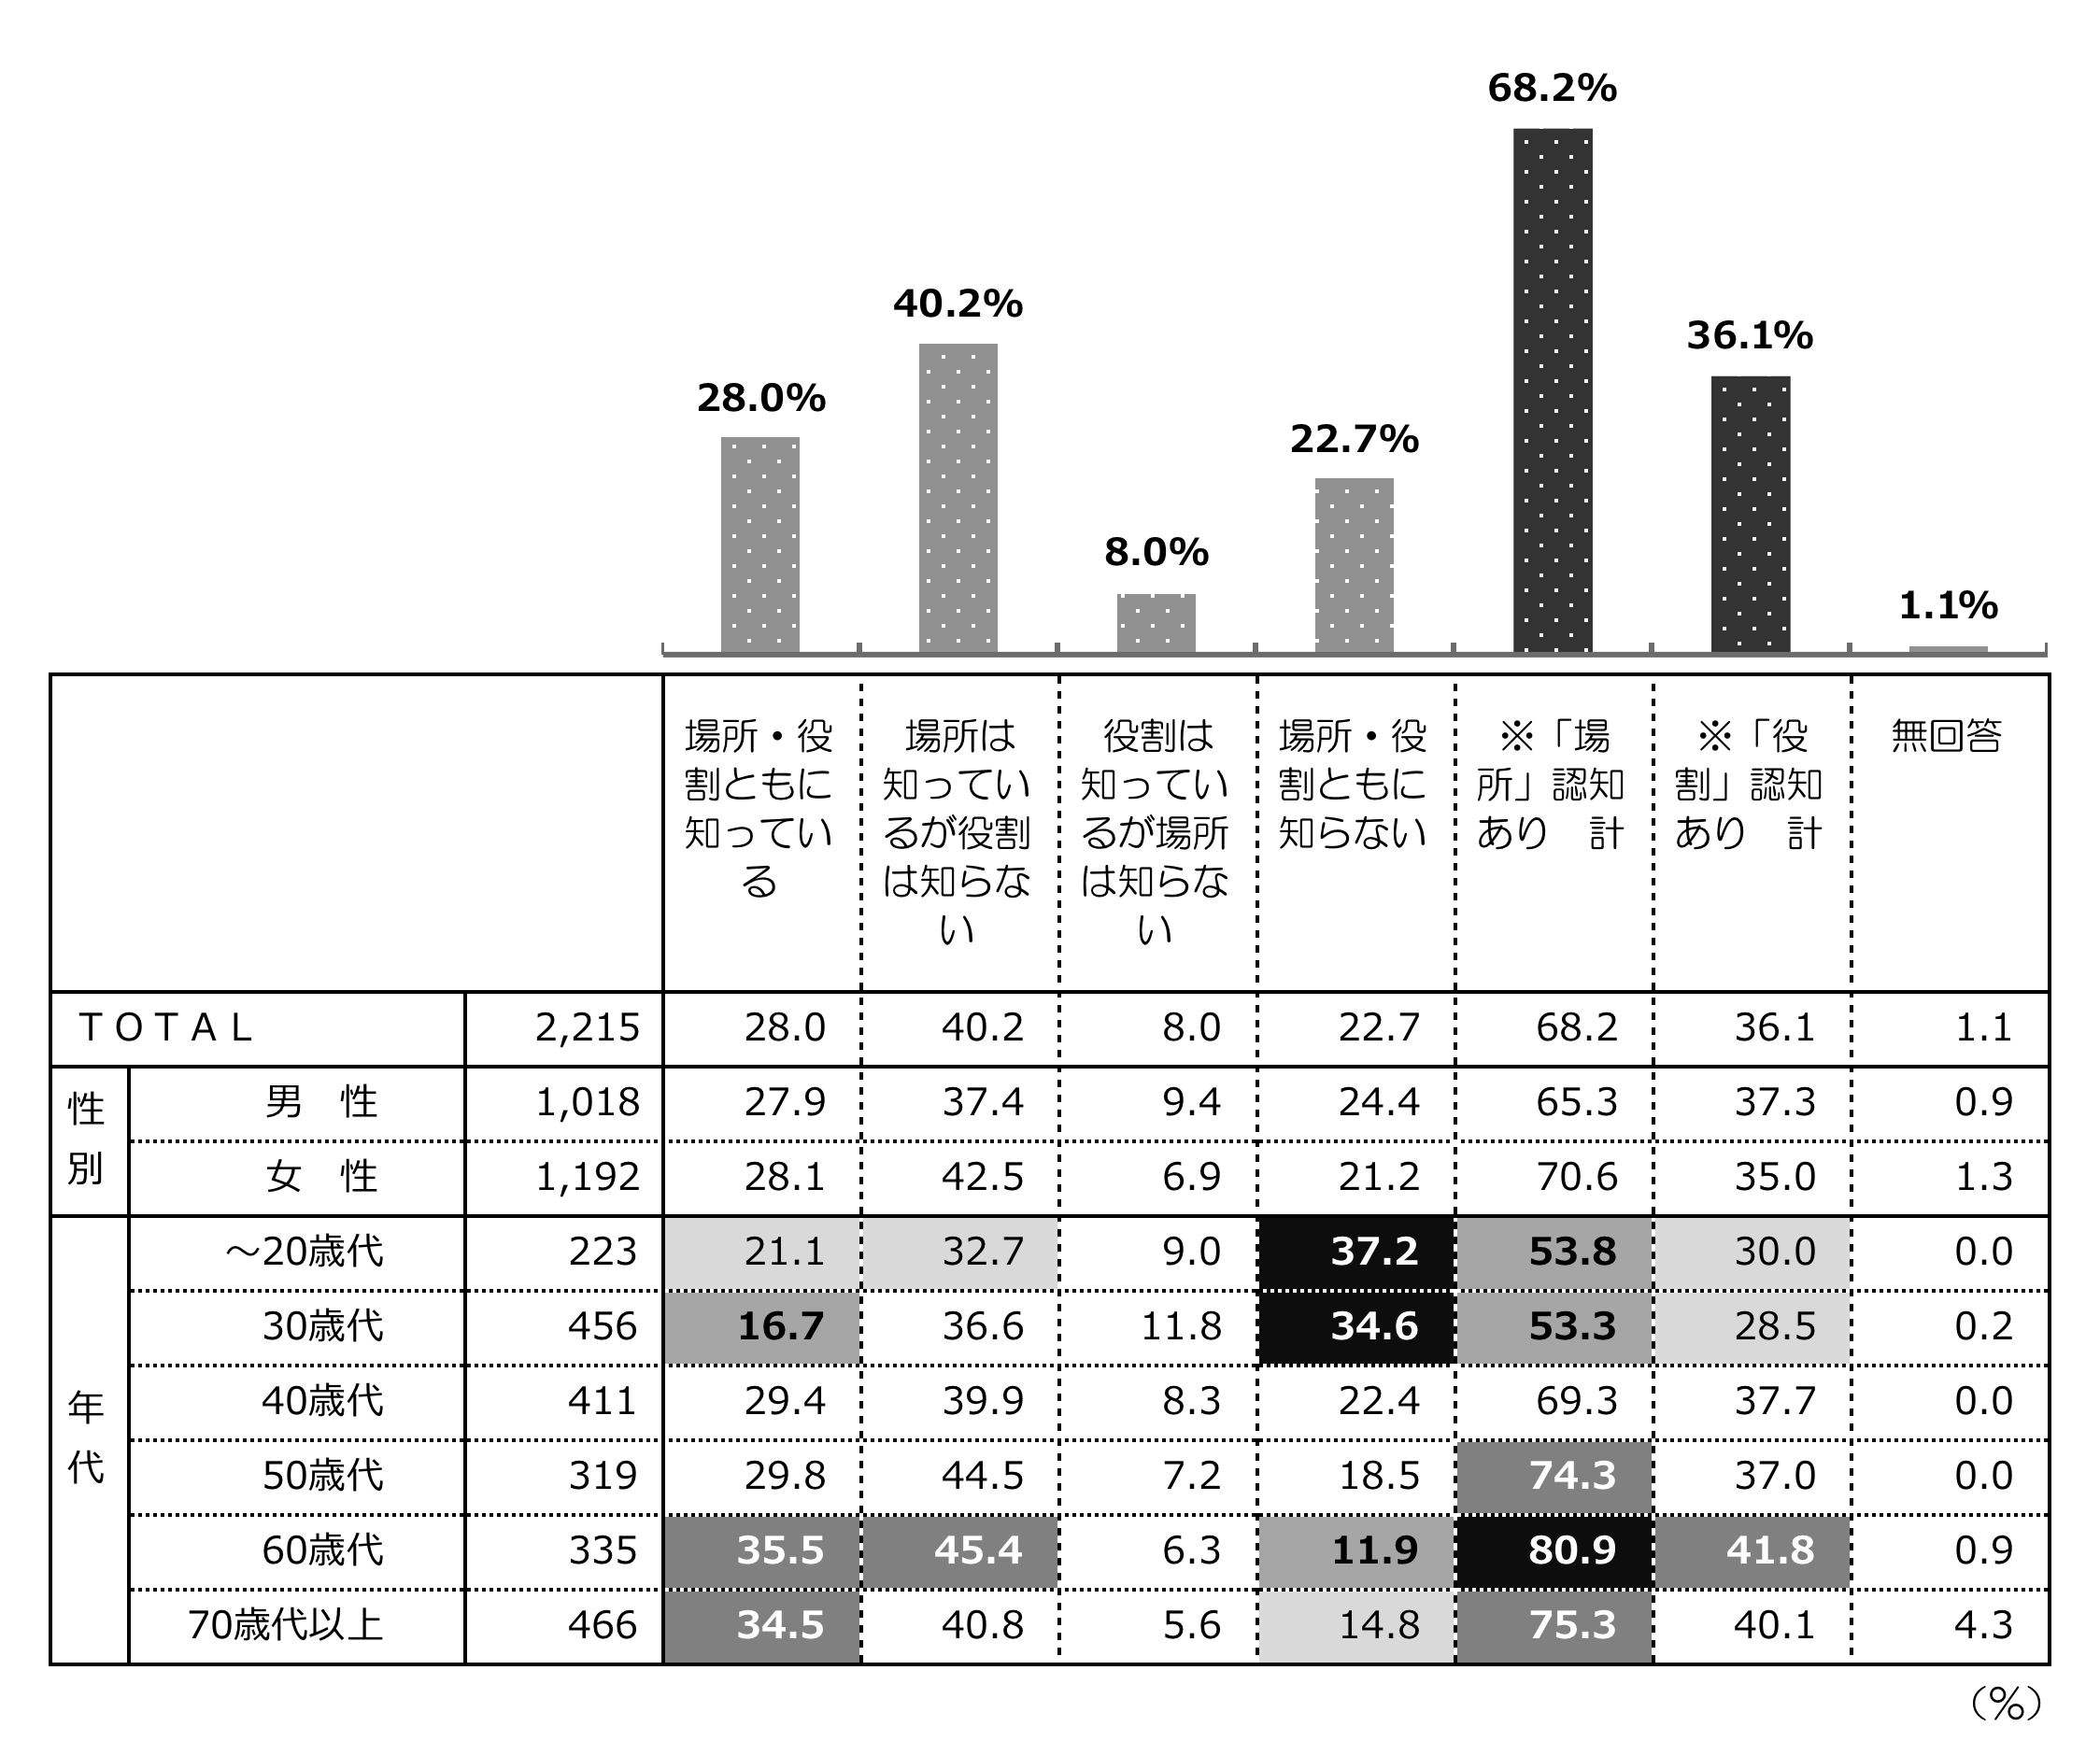 68.2%
40.2%
36.1%
28.0%
22.7%
8.0%
1.1%
場所・役
割ともに
知ってい
る
場所は
知ってい
るが役割
は知らな
い
役割は
知ってい
るが場所
は知らな
い
場所・役
割ともに
知らない
※「場
所」認知
あり　計
※「役
割」認知
あり　計
無回答
ＴＯＴＡＬ 2,215 28.0 40.2 8.0 22.7 68.2 36.1 1.1
性別
男　性 1,018 27.9 37.4 9.4 24.4 65.3 37.3 0.9
女　性 1,192 28.1 42.5 6.9 21.2 70.6 35.0 1.3
年代
～20歳代 223 21.1 32.7 9.0 37.2 53.8 30.0 0.0
30歳代 456 16.7 36.6 11.8 34.6 53.3 28.5 0.2
40歳代 411 29.4 39.9 8.3 22.4 69.3 37.7 0.0
50歳代 319 29.8 44.5 7.2 18.5 74.3 37.0 0.0
60歳代 335 35.5 45.4 6.3 11.9 80.9 41.8 0.9
70歳代以上 466 34.5 40.8 5.6 14.8 75.3 40.1 4.3
（%）